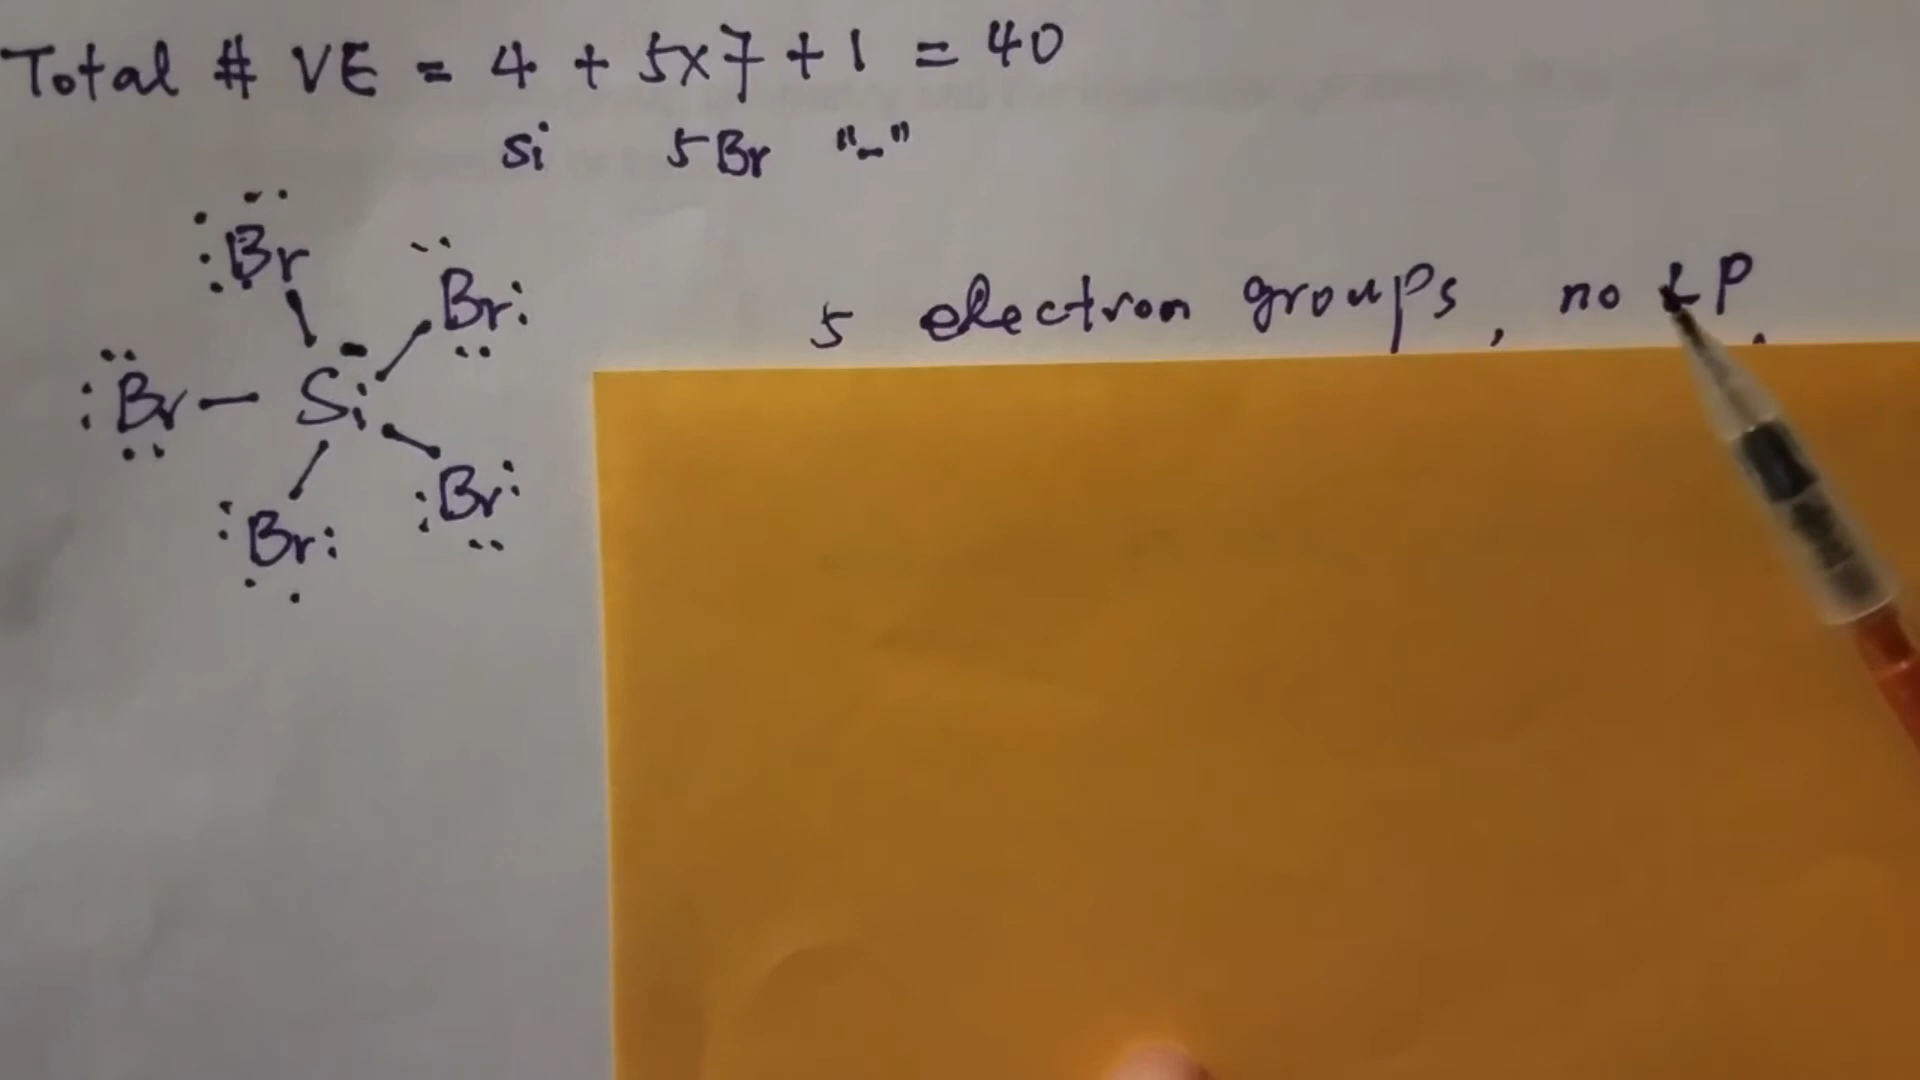 Total # VE = 4 + 5x7 + 1 = 40
Si 5Br "-"
:Br
Br:
5 electron groups, no LP.
:Br — Si
:Br:
:Br: